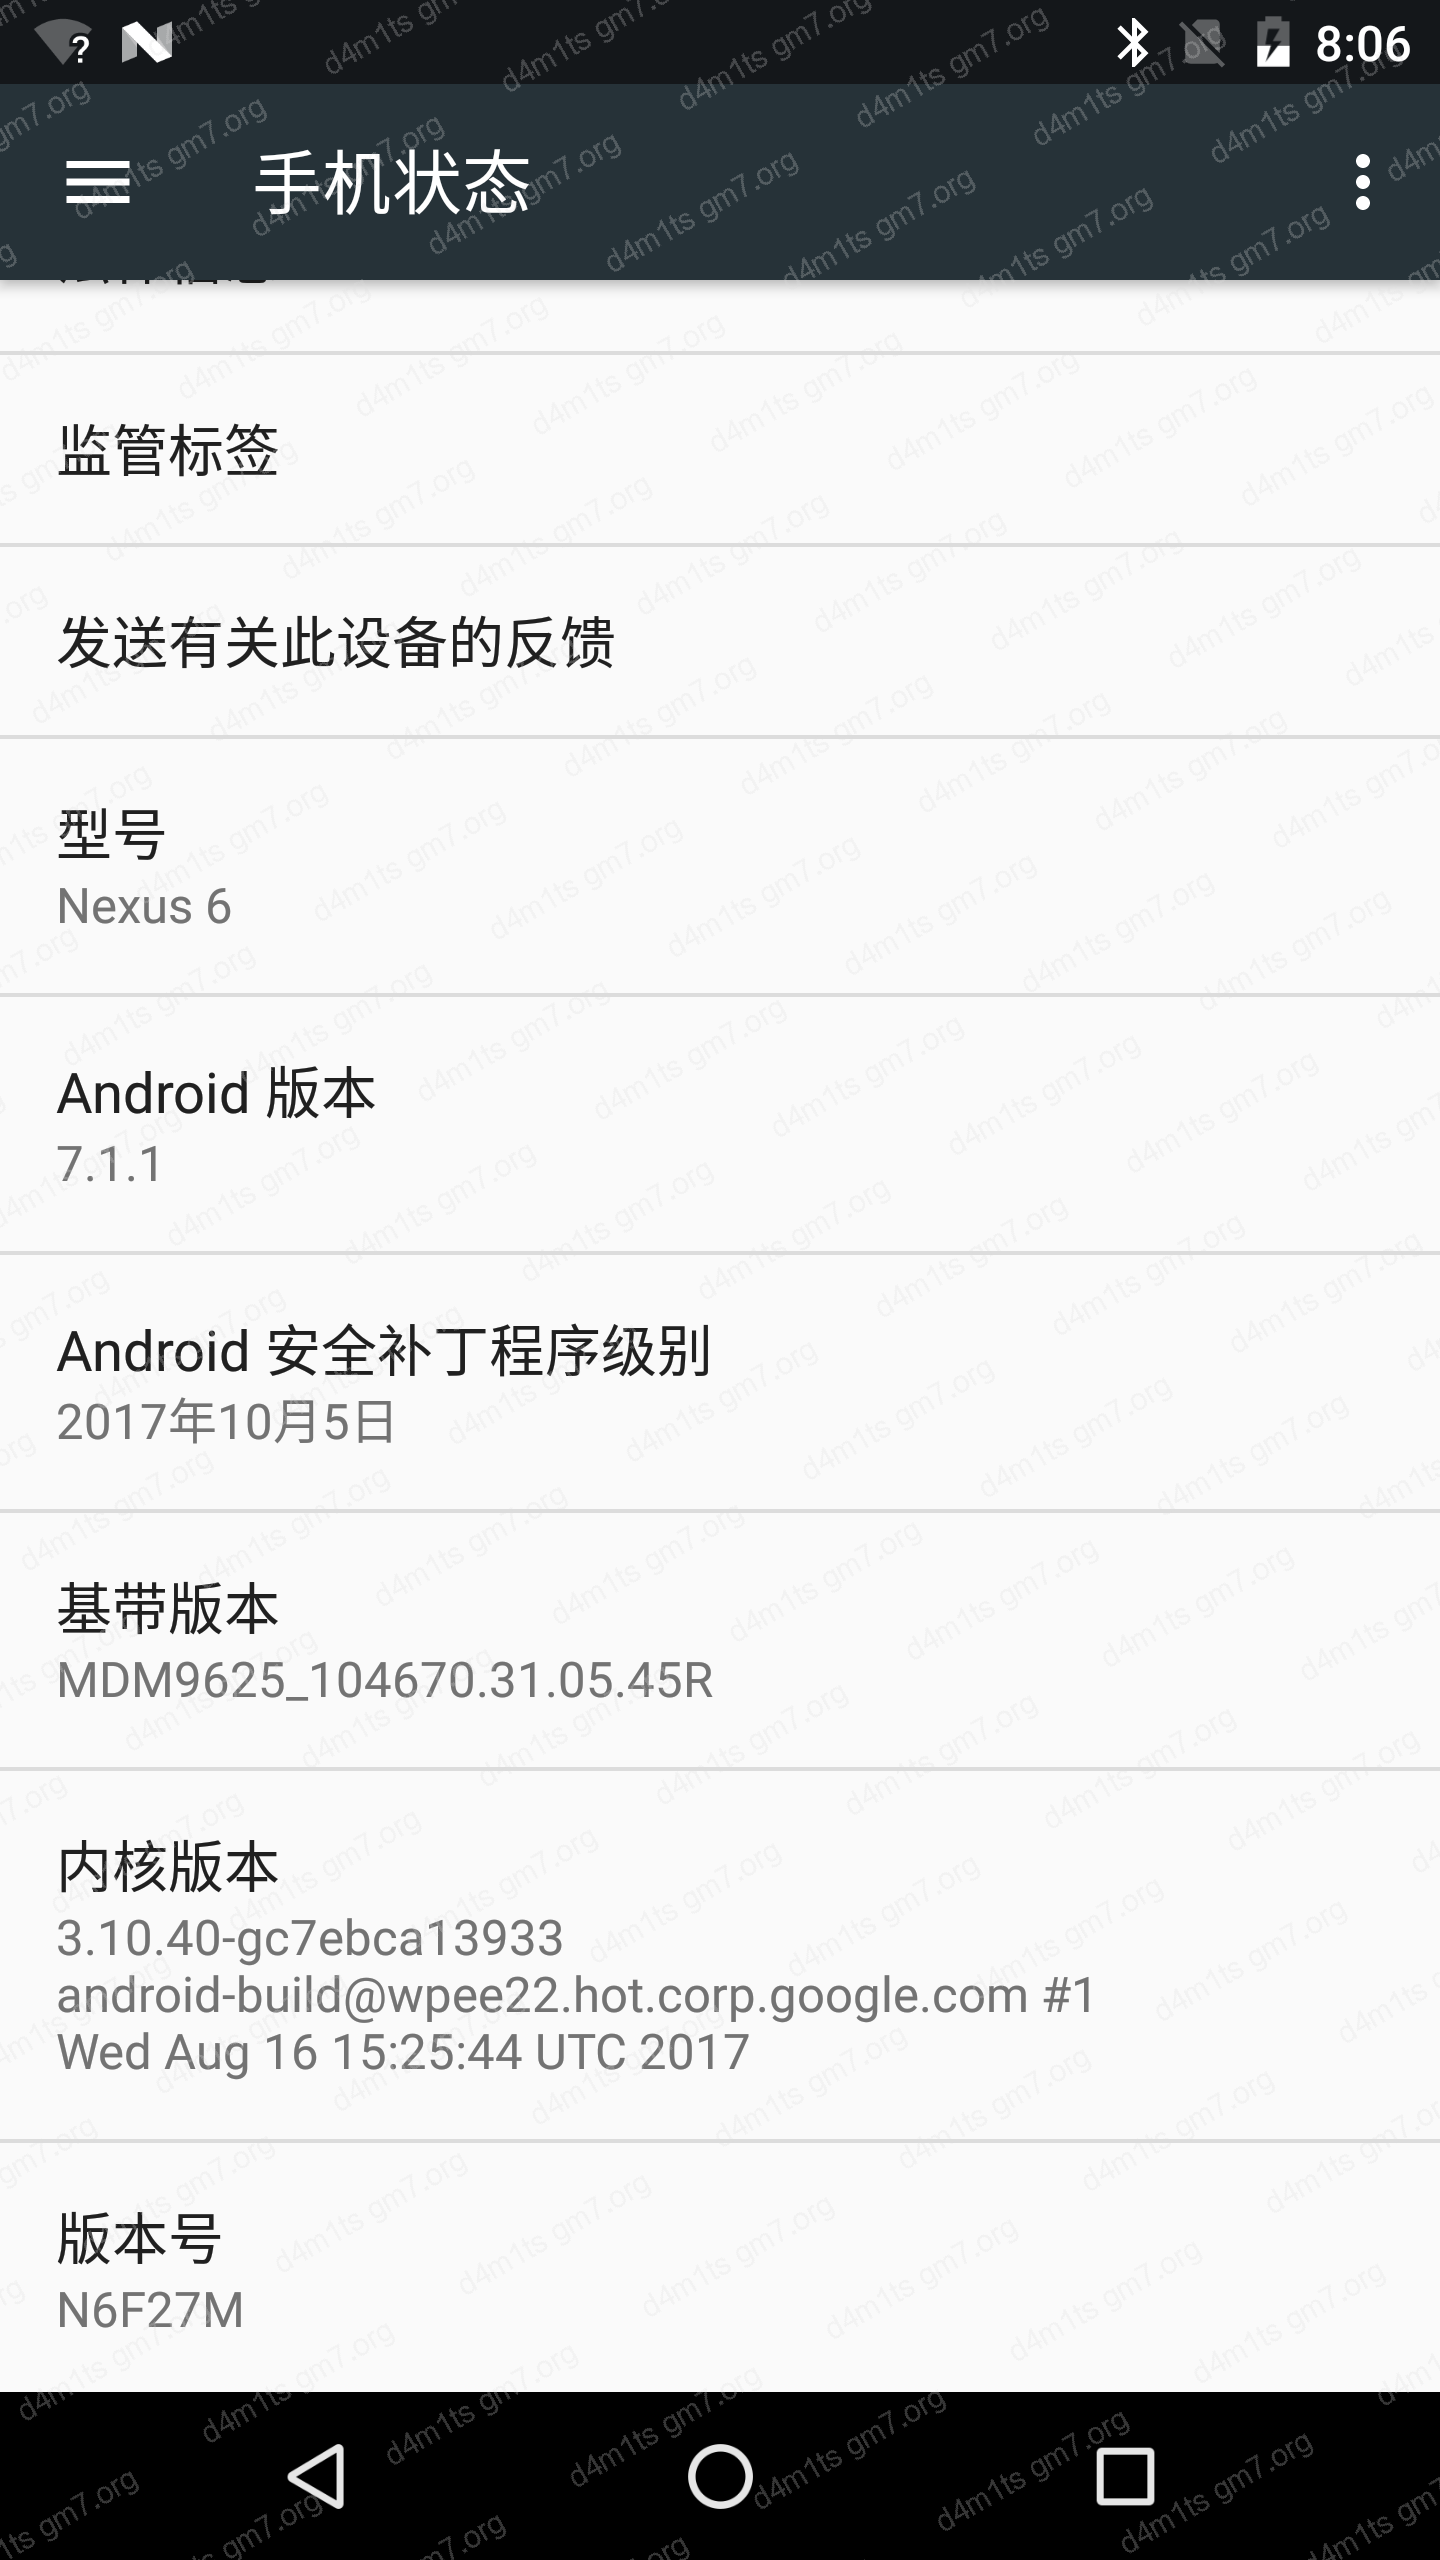 8:06
手机状态
监管标签
发送有关此设备的反馈
型号
Nexus 6
Android 版本
7.1.1
Android 安全补丁程序级别
2017年10月5日
基带版本
MDM9625_104670.31.05.45R
内核版本
3.10.40-gc7ebca13933
android-build@wpee22.hot.corp.google.com #1
Wed Aug 16 15:25:44 UTC 2017
版本号
N6F27M
d4m1ts gm7.org